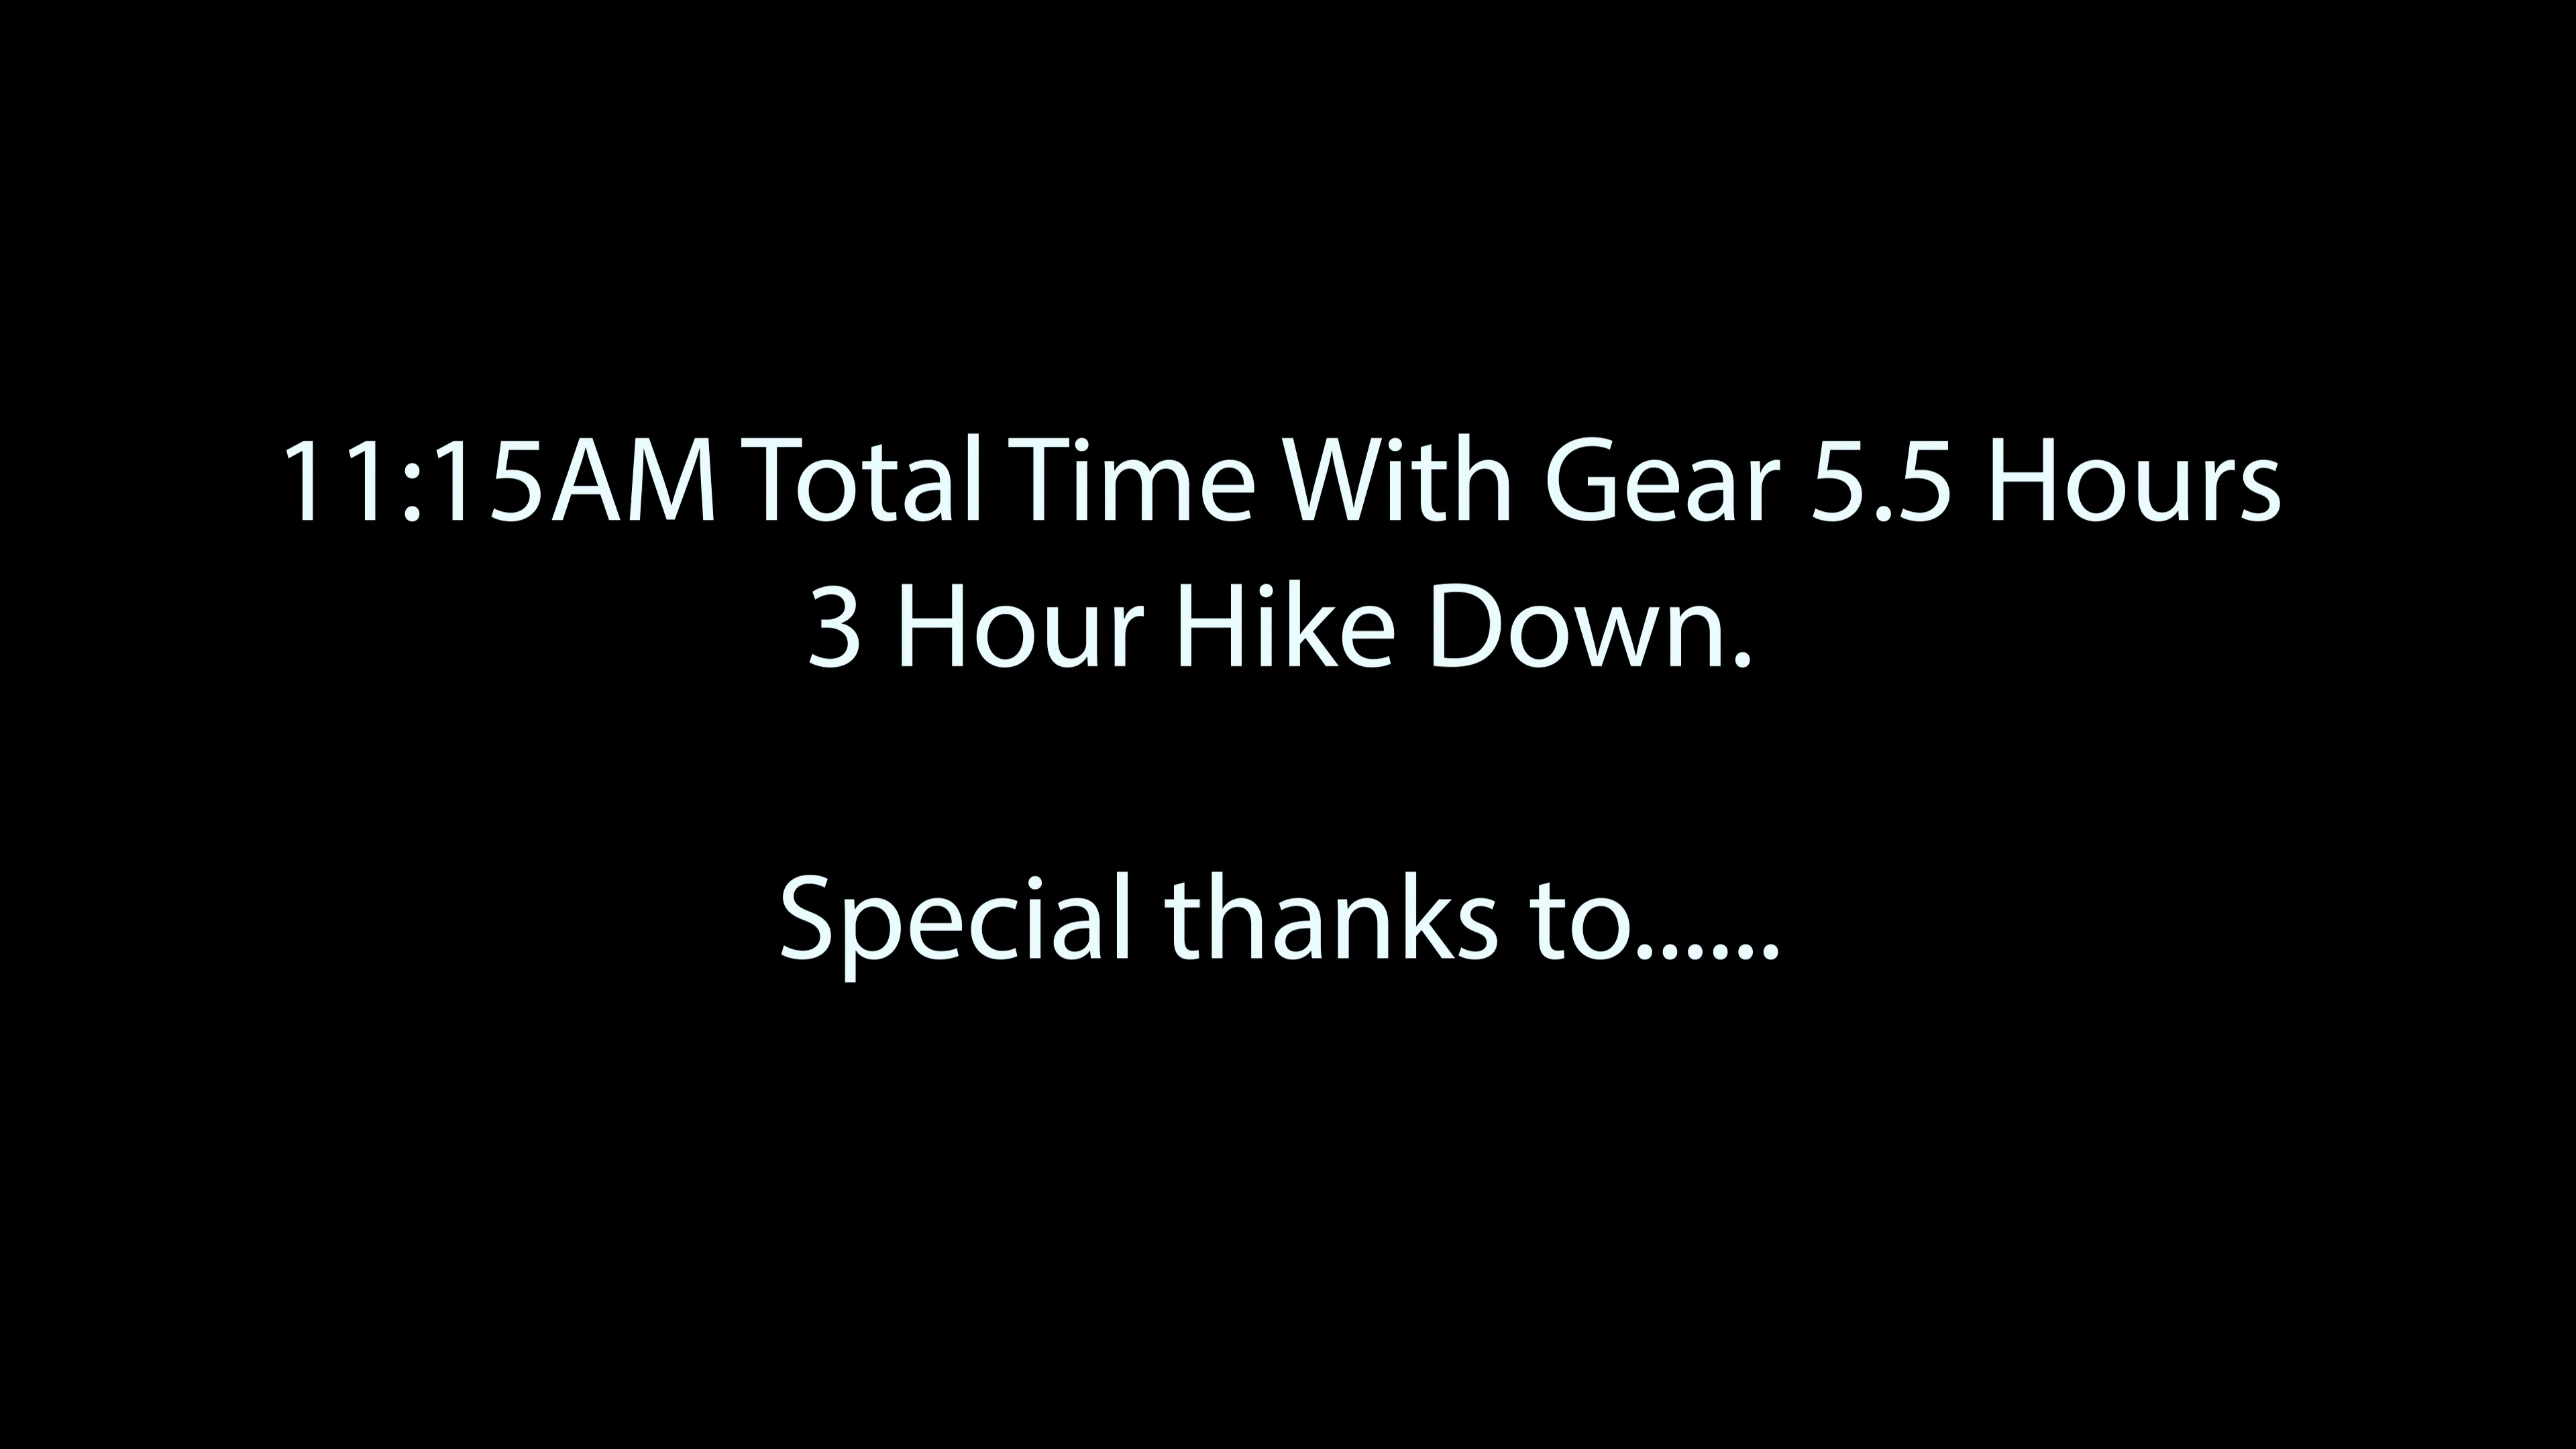 11:15AM Total Time With Gear 5.5 Hours
3 Hour Hike Down.
Special thanks to......